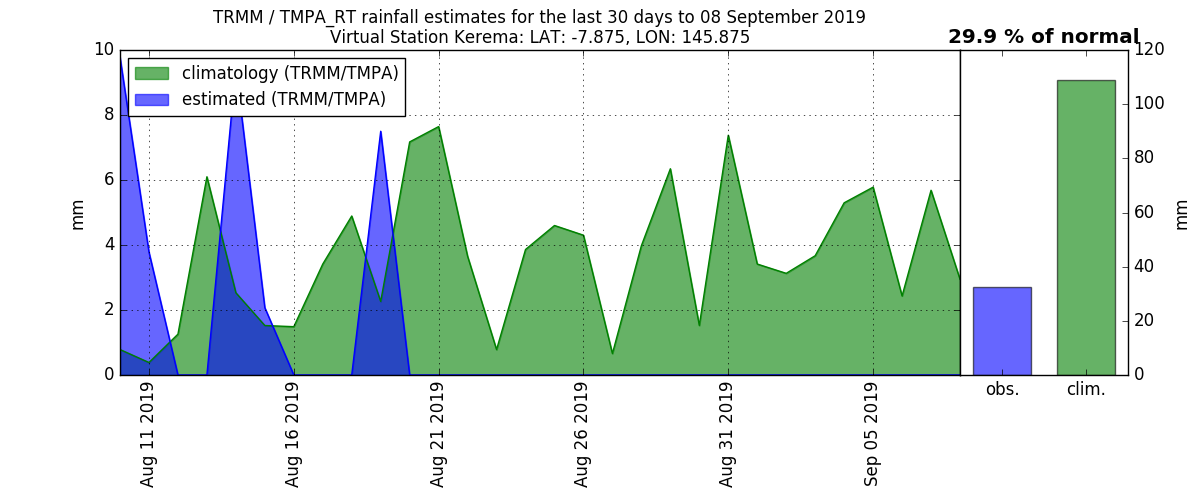 TRMM / TMPA_RT rainfall estimates for the last 30 days to 08 September 2019
Virtual Station Kerema: LAT: -7.875, LON: 145.875
29.9 % of normal
climatology (TRMM/TMPA)
estimated (TRMM/TMPA)
10
8
6
4
2
0
mm
Aug 11 2019
Aug 16 2019
Aug 21 2019
Aug 26 2019
Aug 31 2019
Sep 05 2019
120
100
80
60
40
20
0
mm
obs.
clim.